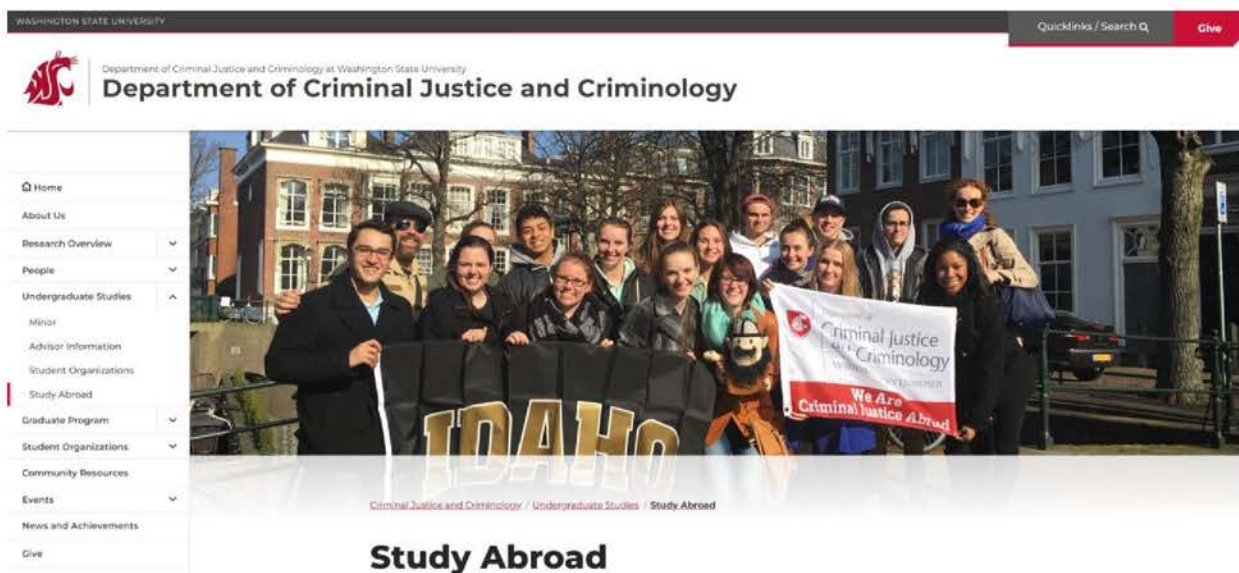 WASHINGTON STATE UNIVERSITY
Quicklinks / Search
Give
Department of Criminal Justice and Criminology at Washington State University
Department of Criminal Justice and Criminology
Home
About Us
Research Overview
People
Undergraduate Studies
Minor
Advisor Information
Student Organizations
Study Abroad
Graduate Program
Student Organizations
Community Resources
Events
News and Achievements
Give
IDAHO
Criminal Justice
Criminology
We Are
Criminal Justice Abroad
Criminal Justice and Criminology / Undergraduate Studies / Study Abroad
Study Abroad